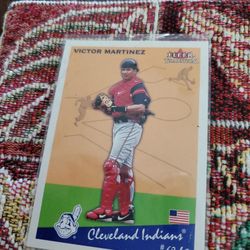 VICTOR MARTINEZ
FLEER
TRADITION
Cleveland Indians